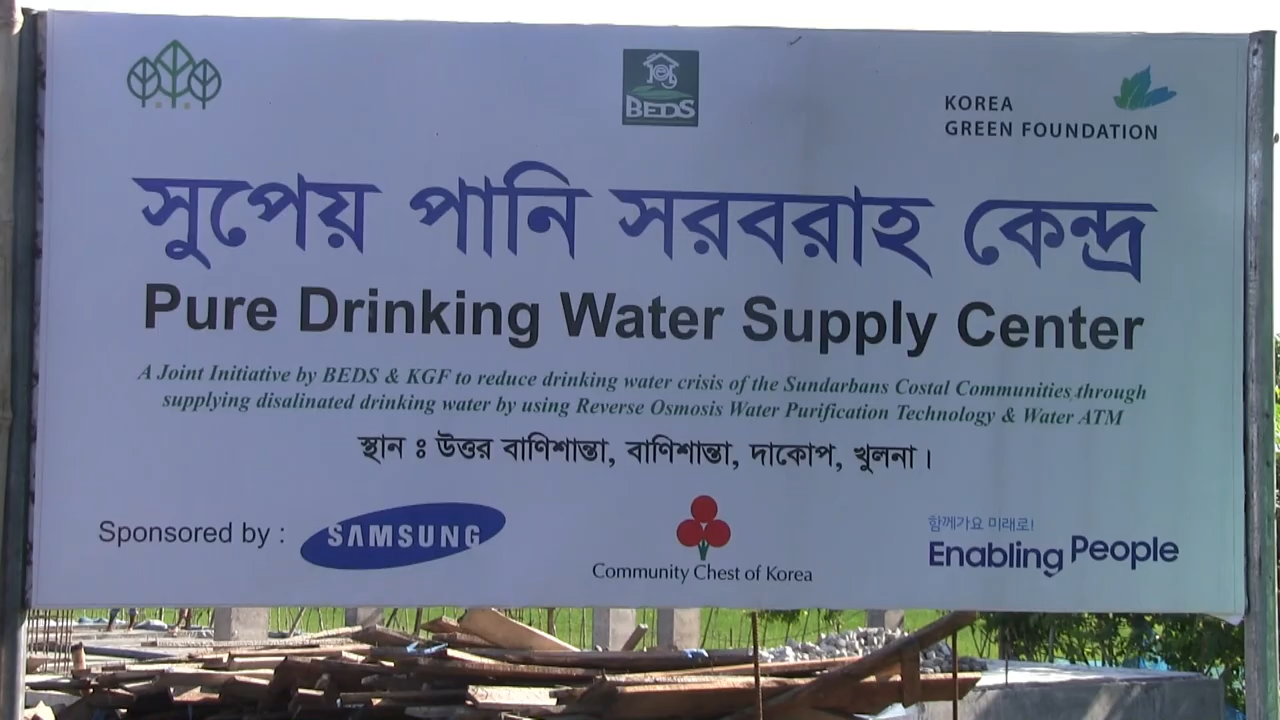 BEDS
KOREA
GREEN FOUNDATION
সুপেয় পানি সরবরাহ কেন্দ্র
Pure Drinking Water Supply Center
A Joint Initiative by BEDS & KGF to reduce drinking water crisis of the Sundarbans Costal Communities through
supplying disalinated drinking water by using Reverse Osmosis Water Purification Technology & Water ATM
স্থান ঃ উত্তর বাণিশান্তা, বাণিশান্তা, দাকোপ, খুলনা।
Sponsored by : SAMSUNG
Community Chest of Korea
함께가요 미래로!
Enabling People